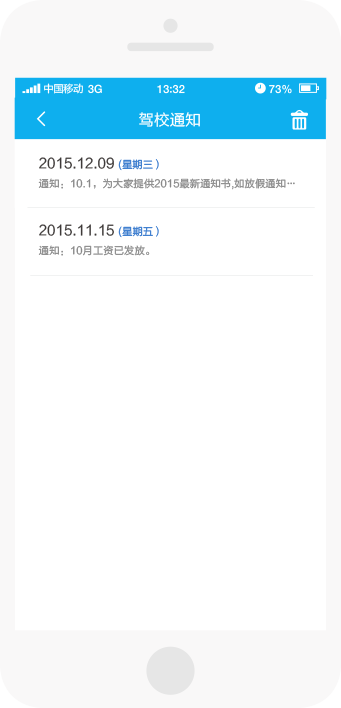 中国移动 3G 13:32 73%
驾校通知
2015.12.09 (星期三)
通知：10.1，为大家提供2015最新通知书,如放假通知···
2015.11.15 (星期五)
通知：10月工资已发放。